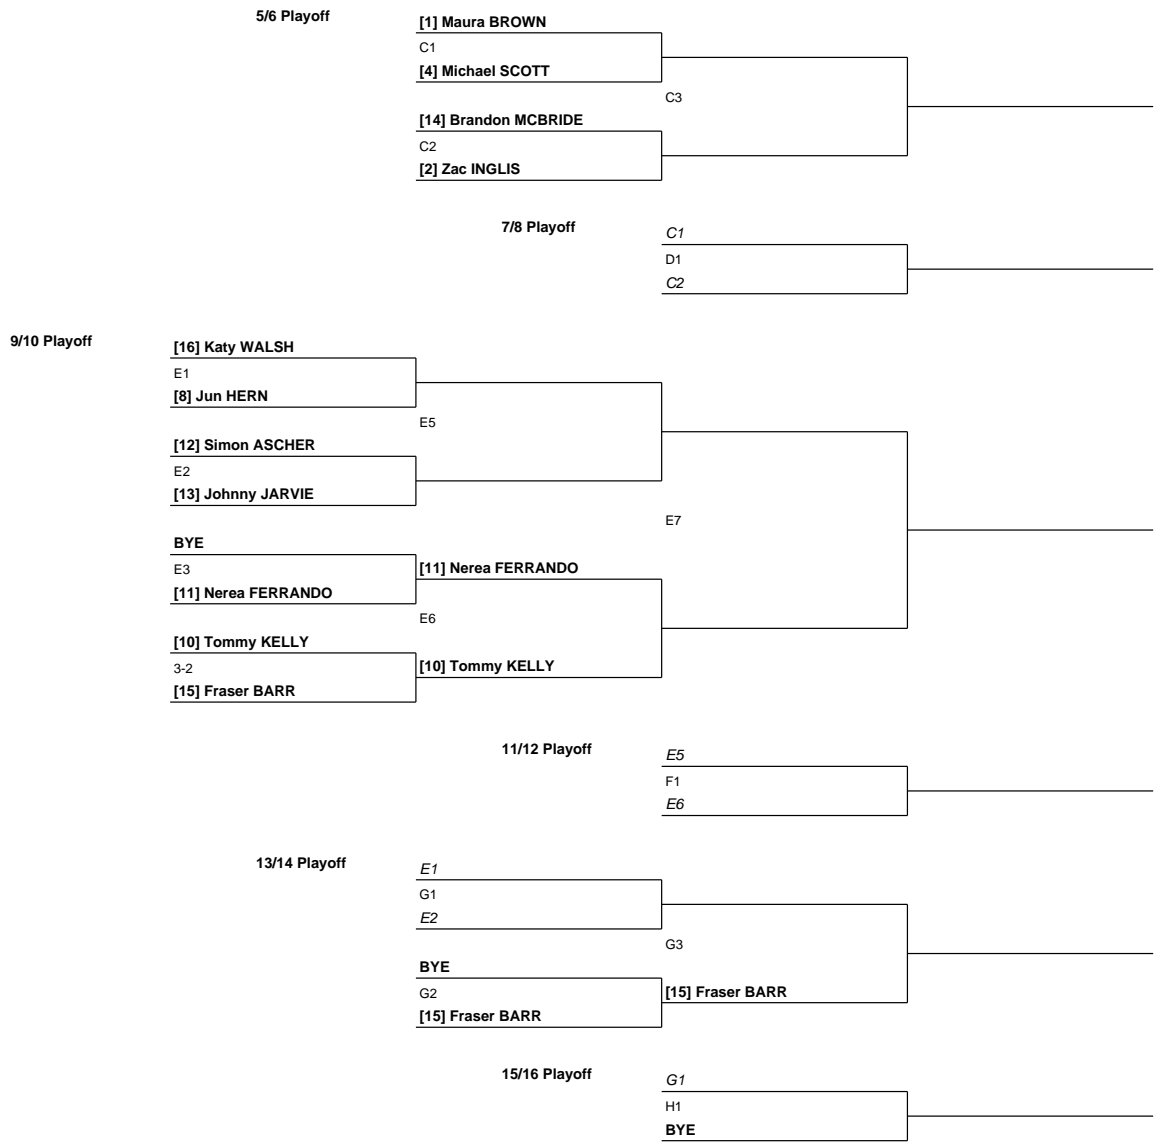 5/6 Playoff
[1] Maura BROWN
C1
[4] Michael SCOTT
C3
[14] Brandon MCBRIDE
C2
[2] Zac INGLIS
7/8 Playoff
C1
D1
C2
9/10 Playoff
[16] Katy WALSH
E1
[8] Jun HERN
E5
[12] Simon ASCHER
E2
[13] Johnny JARVIE
E7
BYE
E3
[11] Nerea FERRANDO
[11] Nerea FERRANDO
E6
[10] Tommy KELLY
3-2
[10] Tommy KELLY
[15] Fraser BARR
11/12 Playoff
E5
F1
E6
13/14 Playoff
E1
G1
E2
G3
BYE
G2
[15] Fraser BARR
[15] Fraser BARR
15/16 Playoff
G1
H1
BYE